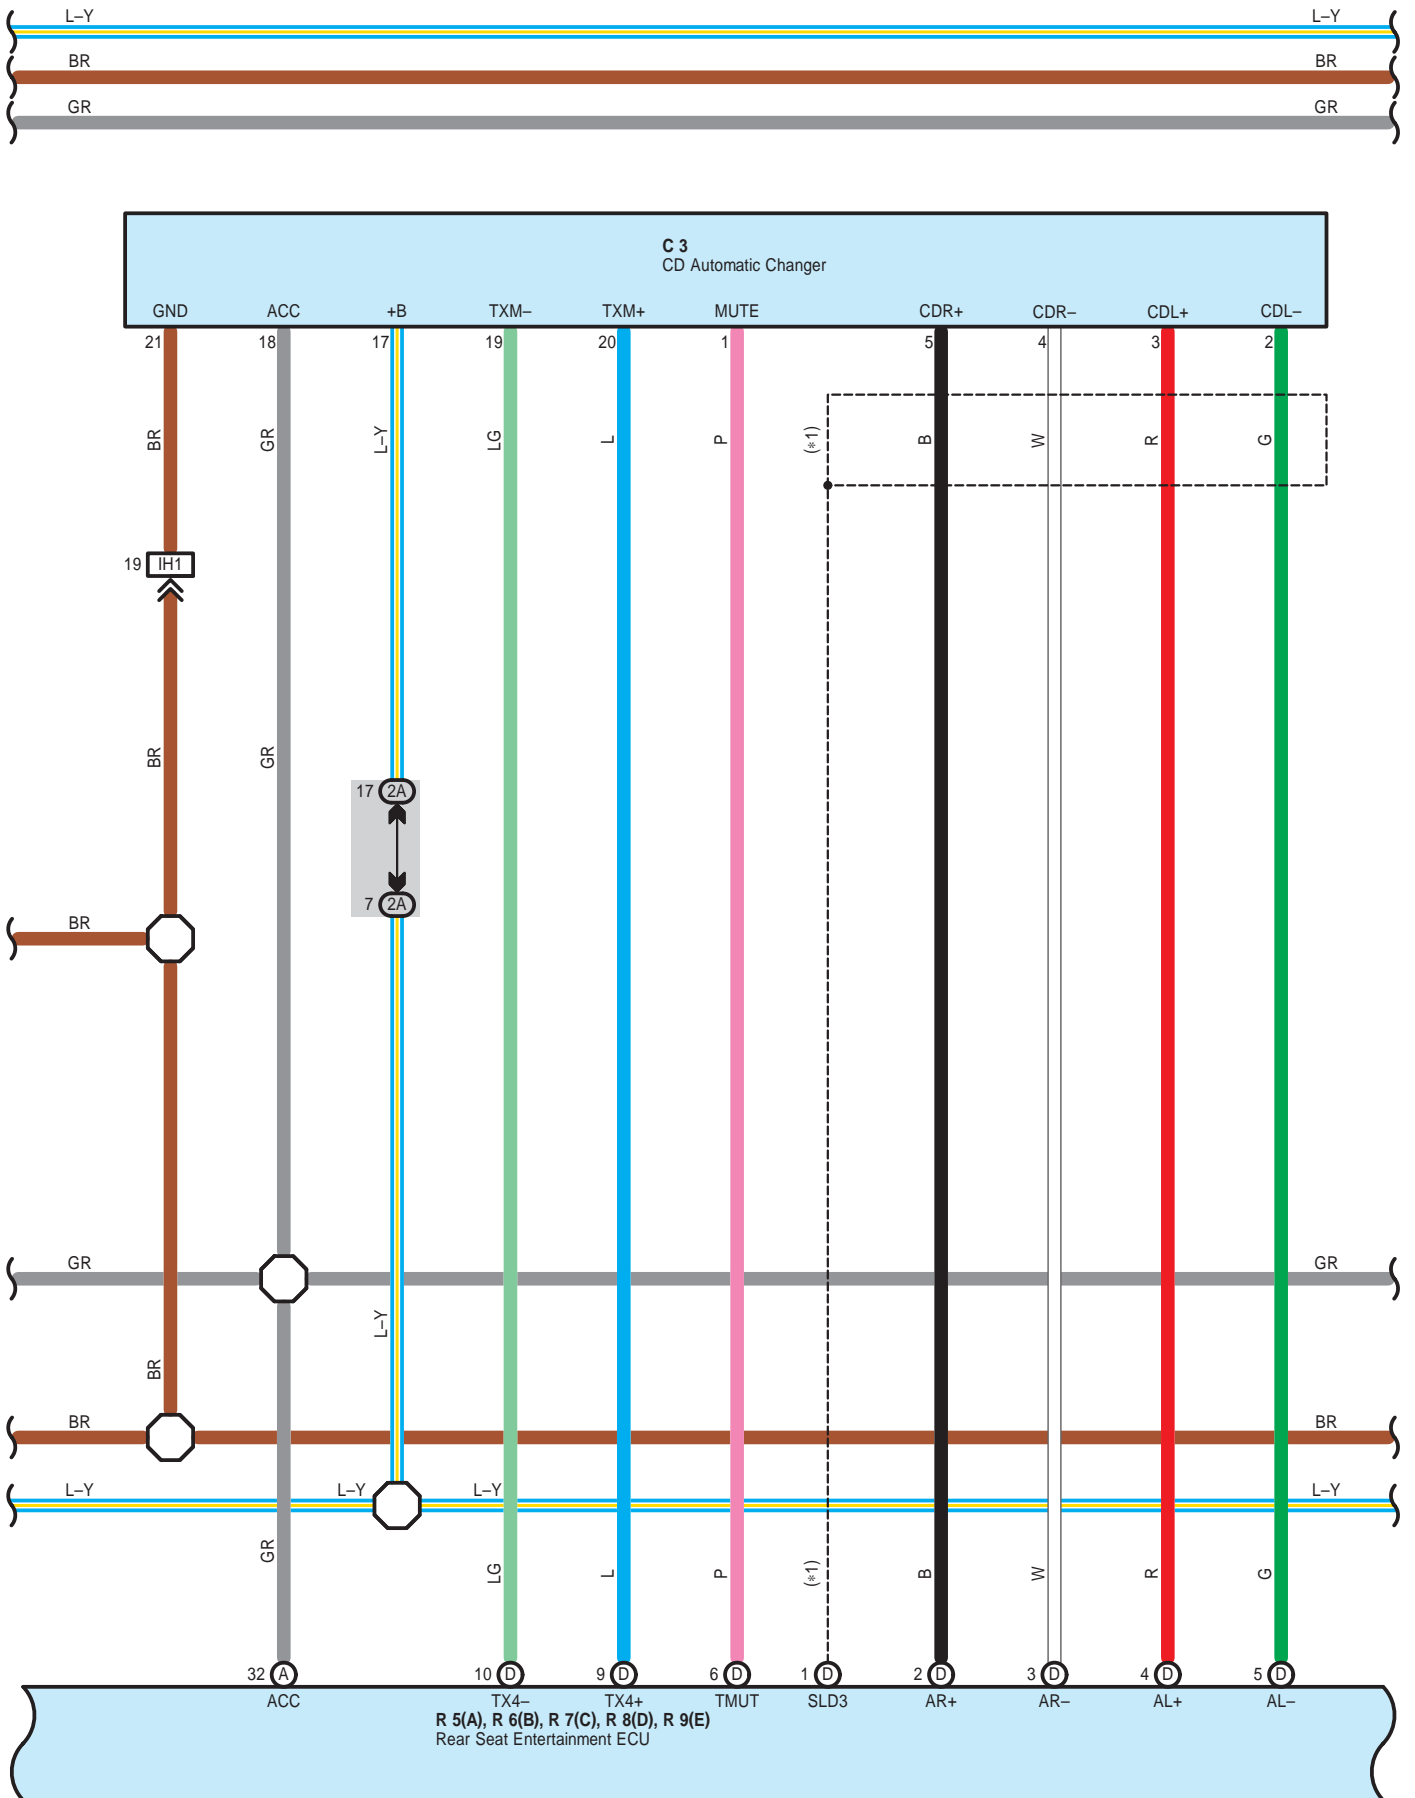 L–Y L–Y
BR BR
GR GR
C 3
CD Automatic Changer
GND ACC +B TXM– TXM+ MUTE CDR+ CDR– CDL+ CDL–
21 18 17 19 20 1 5 4 3 2
BR GR L–Y LG L P (*1) B W R G
19 IH1
BR GR
17 2A
7 2A
BR
GR GR
L–Y
BR
BR BR
L–Y L–Y L–Y L–Y
GR LG L P (*1) B W R G
32 A 10 D 9 D 6 D 1 D 2 D 3 D 4 D 5 D
ACC TX4– TX4+ TMUT SLD3 AR+ AR– AL+ AL–
R 5(A), R 6(B), R 7(C), R 8(D), R 9(E)
Rear Seat Entertainment ECU